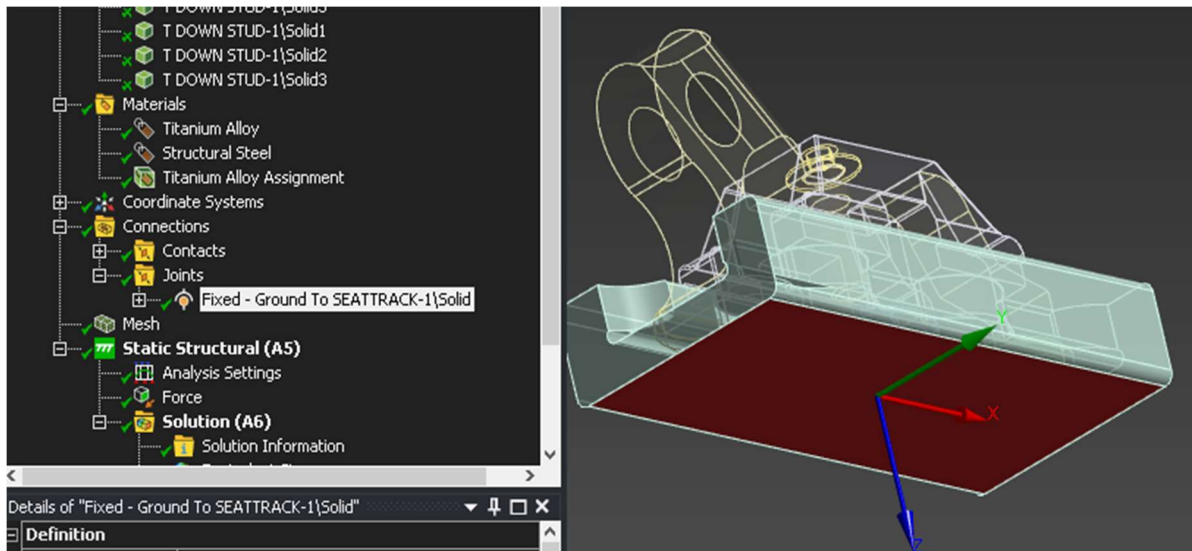 T DOWN STUD-1\Solid1
T DOWN STUD-1\Solid2
T DOWN STUD-1\Solid3
Materials
Titanium Alloy
Structural Steel
Titanium Alloy Assignment
Coordinate Systems
Connections
Contacts
Joints
Fixed - Ground To SEATTRACK-1\Solid
Mesh
Static Structural (A5)
Analysis Settings
Force
Solution (A6)
Solution Information
Details of "Fixed - Ground To SEATTRACK-1\Solid"
Definition
Y
X